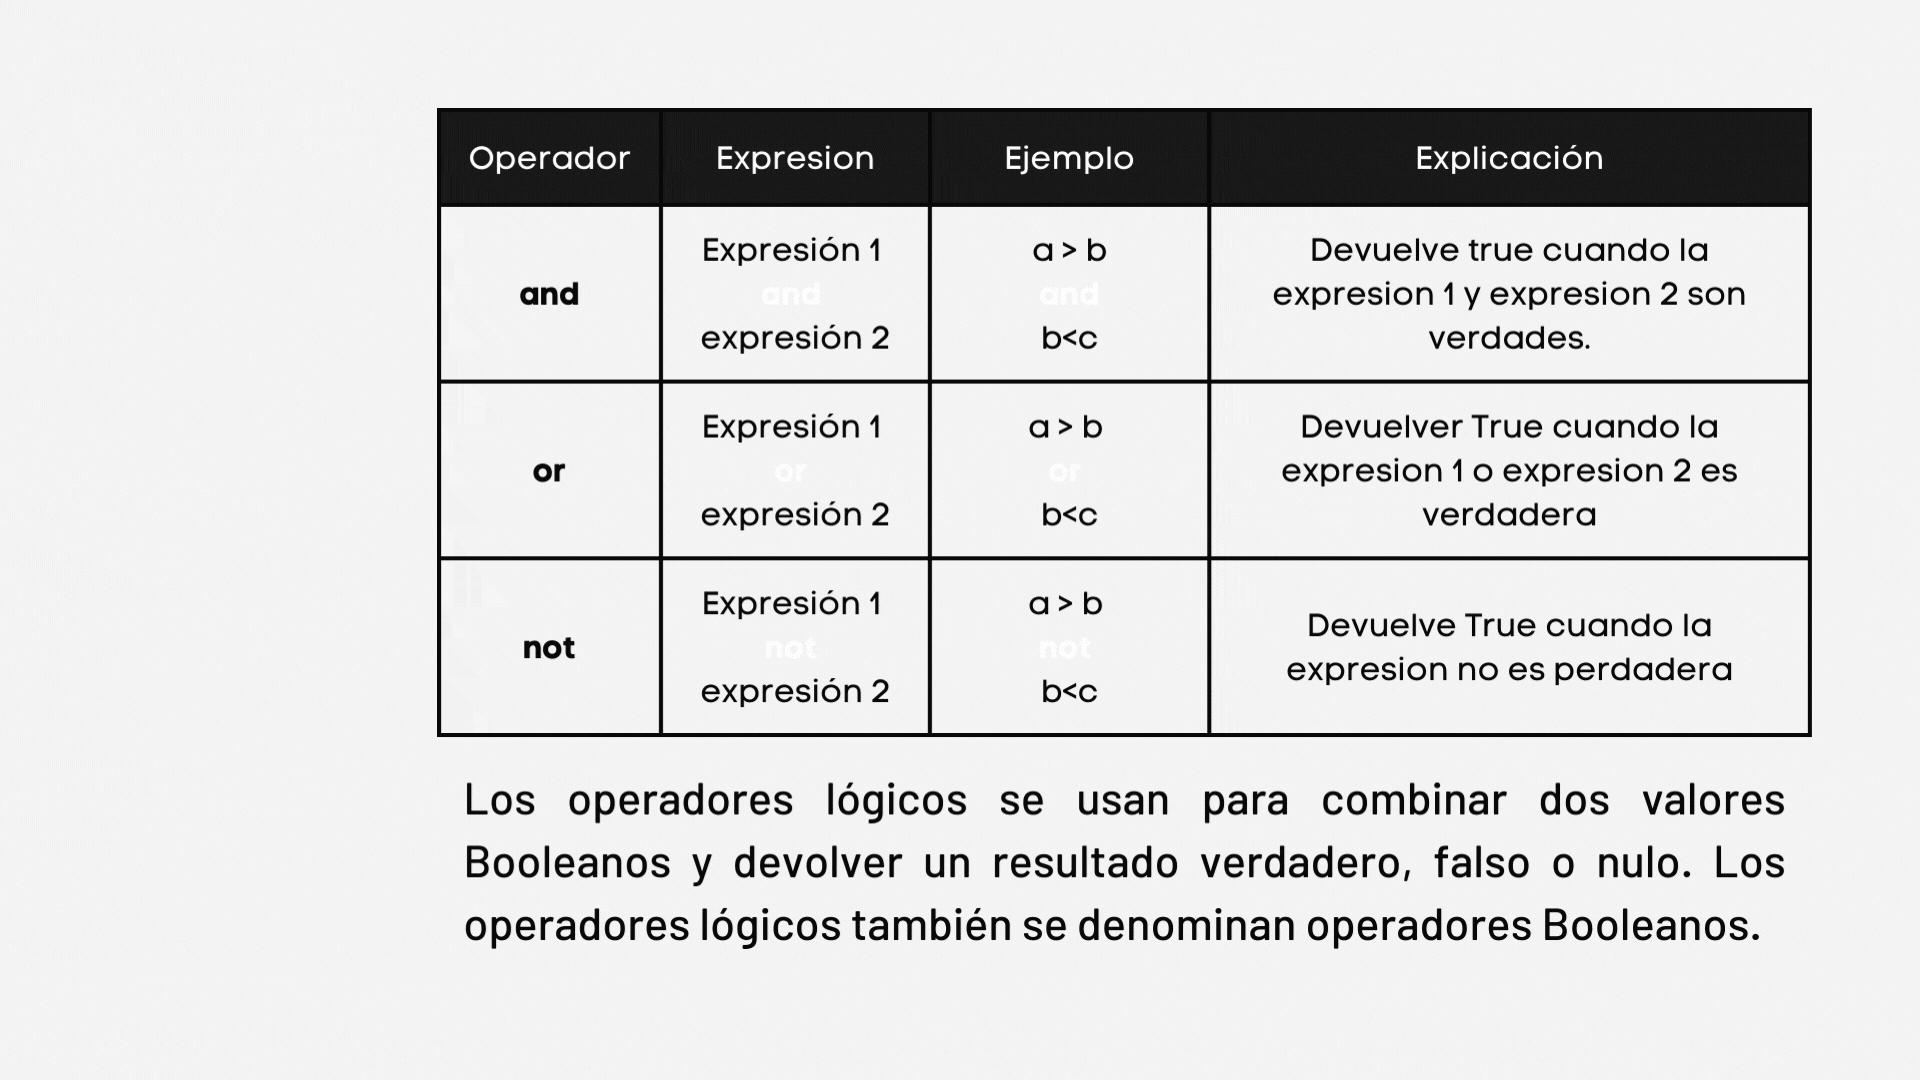 Operador Expresion Ejemplo Explicación
and
Expresión 1
and
expresión 2
a > b
and
b<c
Devuelve true cuando la
expresion 1 y expresion 2 son
verdades.
or
Expresión 1
or
expresión 2
a > b
or
b<c
Devuelver True cuando la
expresion 1 o expresion 2 es
verdadera
not
Expresión 1
not
expresión 2
a > b
not
b<c
Devuelve True cuando la
expresion no es perdadera
Los operadores lógicos se usan para combinar dos valores
Booleanos y devolver un resultado verdadero, falso o nulo. Los
operadores lógicos también se denominan operadores Booleanos.